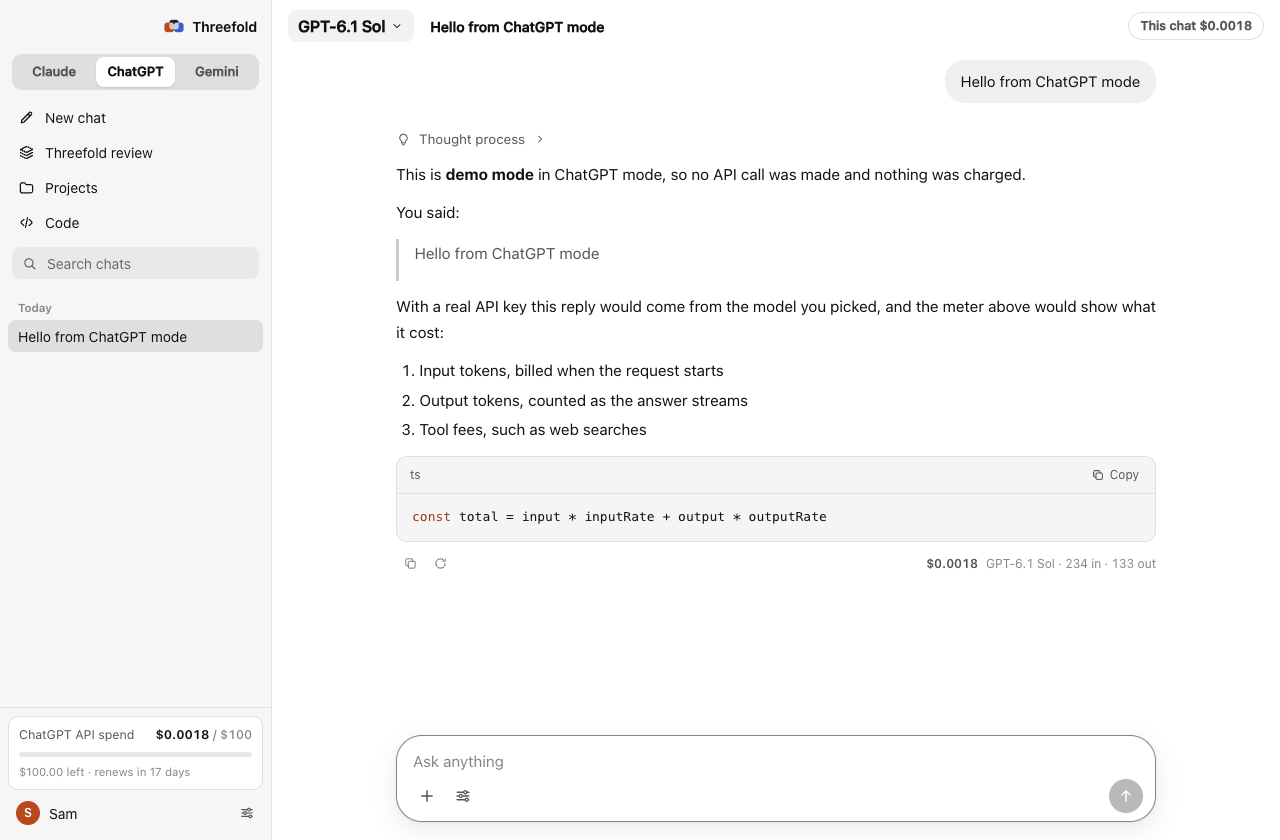 Threefold
Claude
ChatGPT
Gemini
New chat
Threefold review
Projects
Code
Search chats
Today
Hello from ChatGPT mode
ChatGPT API spend $0.0018 / $100
$100.00 left · renews in 17 days
S
Sam
GPT-6.1 Sol
Hello from ChatGPT mode
This chat $0.0018
Hello from ChatGPT mode
Thought process
This is demo mode in ChatGPT mode, so no API call was made and nothing was charged.
You said:
Hello from ChatGPT mode
With a real API key this reply would come from the model you picked, and the meter above would show what
it cost:
1. Input tokens, billed when the request starts
2. Output tokens, counted as the answer streams
3. Tool fees, such as web searches
ts
Copy
const total = input * inputRate + output * outputRate
$0.0018 GPT-6.1 Sol · 234 in · 133 out
Ask anything